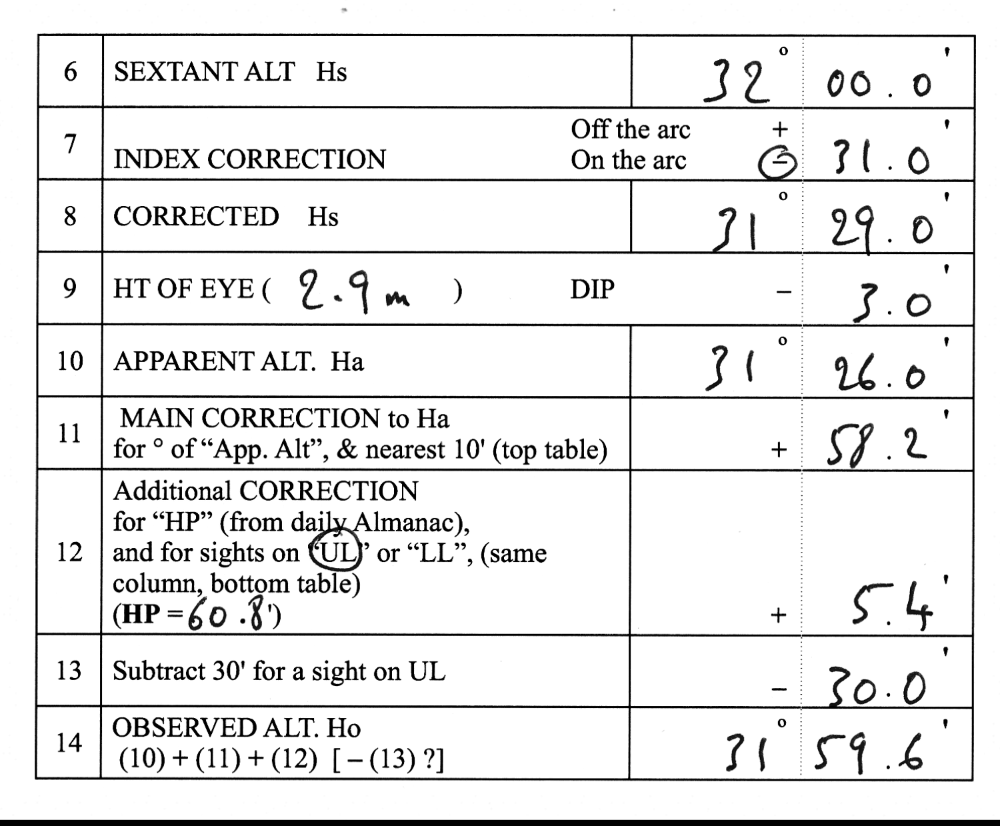 6 SEXTANT ALT Hs 32 ° 00.0 '
Off the arc + '
7 INDEX CORRECTION On the arc − 31.0
8 CORRECTED Hs 31 ° 29.0 '
9 HT OF EYE ( 2.9 m ) DIP − 3.0 '
10 APPARENT ALT. Ha 31 ° 26.0 '
MAIN CORRECTION to Ha
11 for ° of “App. Alt”, & nearest 10' (top table) + 58.2 '
Additional CORRECTION
for “HP” (from daily Almanac),
12 and for sights on “UL” or “LL”, (same
column, bottom table)
(HP = 60.8') + 5.4 '
13 Subtract 30' for a sight on UL − 30.0 '
OBSERVED ALT. Ho
14 (10) + (11) + (12) [ – (13) ?] 31 ° 59.6 '